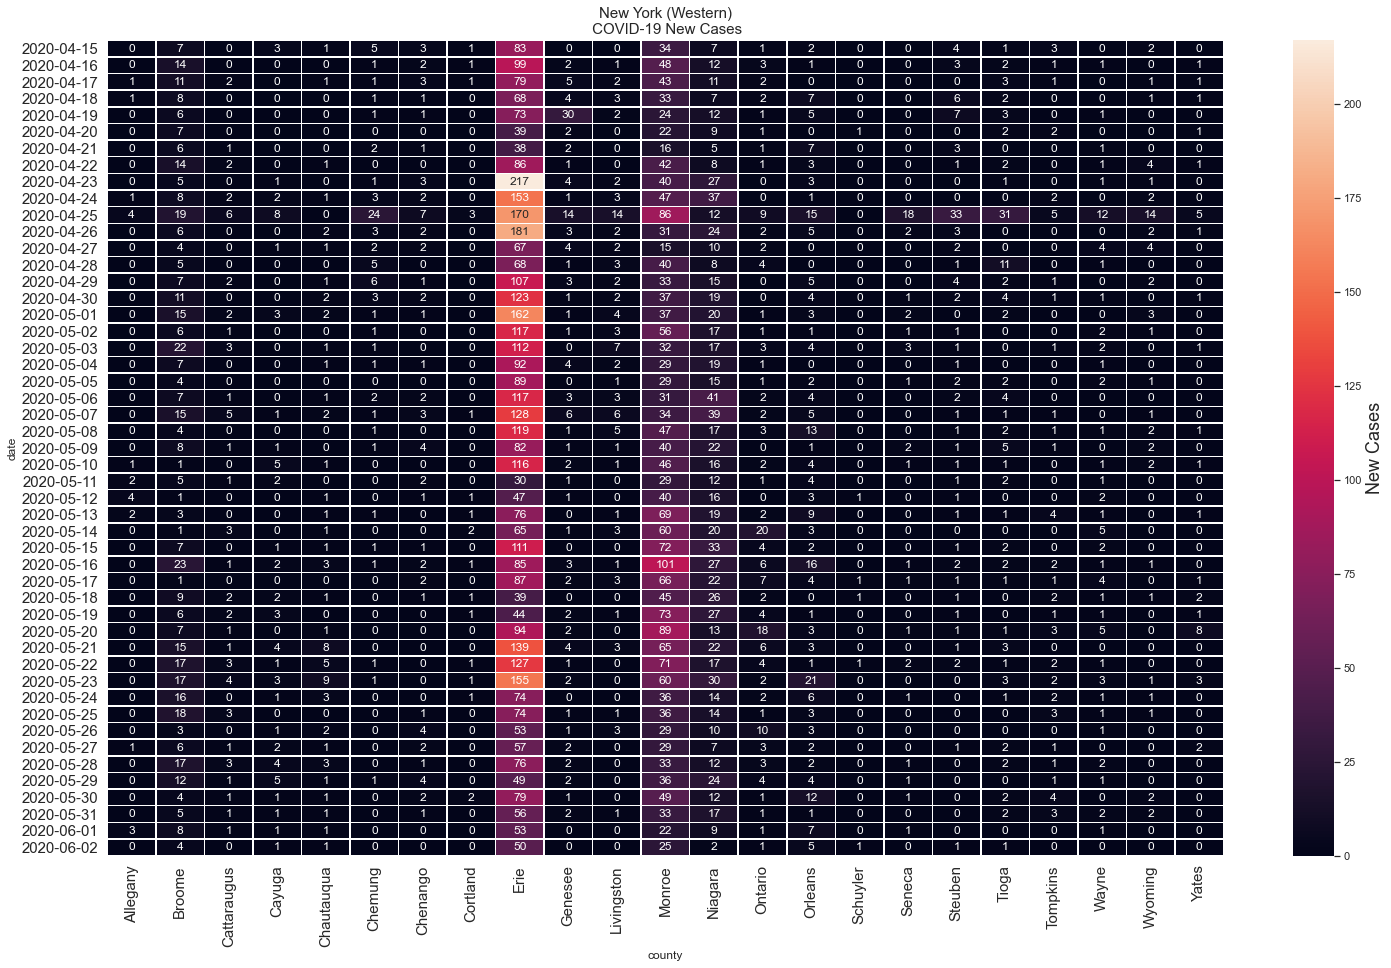 New York (Western)
COVID-19 New Cases
2020-04-15 0 7 0 3 1 5 3 1 83 0 0 34 7 1 2 0 0 4 1 3 0 2 0
2020-04-16 0 14 0 0 0 1 2 1 99 2 1 48 12 3 1 0 0 3 2 1 1 0 1
2020-04-17 1 11 2 0 1 1 3 1 79 5 2 43 11 2 0 0 0 0 3 1 0 1 1
2020-04-18 1 8 0 0 0 1 1 0 68 4 3 33 7 2 7 0 0 6 2 0 0 1 1
2020-04-19 0 6 0 0 0 1 1 0 73 30 2 24 12 1 5 0 0 7 3 0 1 0 0
2020-04-20 0 7 0 0 0 0 0 0 39 2 0 22 9 1 0 1 0 0 2 2 0 0 1
2020-04-21 0 6 1 0 0 2 1 0 38 2 0 16 5 1 7 0 0 3 0 0 1 0 0
2020-04-22 0 14 2 0 1 0 0 0 86 1 0 42 8 1 3 0 0 1 2 0 1 4 1
2020-04-23 0 5 0 1 0 1 3 0 217 4 2 40 27 0 3 0 0 0 1 0 1 1 0
2020-04-24 1 8 2 2 1 3 2 0 153 1 3 47 37 0 1 0 0 0 0 2 0 2 0
2020-04-25 4 19 6 8 0 24 7 3 170 14 14 86 12 9 15 0 18 33 31 5 12 14 5
2020-04-26 0 6 0 0 2 3 2 0 181 3 2 31 24 2 5 0 2 3 0 0 0 2 1
2020-04-27 0 4 0 1 1 2 2 0 67 4 2 15 10 2 0 0 0 2 0 0 4 4 0
2020-04-28 0 5 0 0 0 5 0 0 68 1 3 40 8 4 0 0 0 1 11 0 1 0 0
2020-04-29 0 7 2 0 1 6 1 0 107 3 2 33 15 0 5 0 0 4 2 1 0 2 0
2020-04-30 0 11 0 0 2 3 2 0 123 1 2 37 19 0 4 0 1 2 4 1 1 0 1
2020-05-01 0 15 2 3 2 1 1 0 162 1 4 37 20 1 3 0 2 0 2 0 0 3 0
2020-05-02 0 6 1 0 0 1 0 0 117 1 3 56 17 1 1 0 1 1 0 0 2 1 0
2020-05-03 0 22 3 0 1 1 0 0 112 0 7 32 17 3 4 0 3 1 0 1 2 0 1
2020-05-04 0 7 0 0 1 1 1 0 92 4 2 29 19 1 0 0 0 1 0 0 1 0 0
2020-05-05 0 4 0 0 0 0 0 0 89 0 1 29 15 1 2 0 1 2 2 0 2 1 0
2020-05-06 0 7 1 0 1 2 2 0 117 3 3 31 41 2 4 0 0 2 4 0 0 0 0
2020-05-07 0 15 5 1 2 1 3 1 128 6 6 34 39 2 5 0 0 1 1 1 0 1 0
2020-05-08 0 4 0 0 0 1 0 0 119 1 5 47 17 3 13 0 0 1 2 1 1 2 1
2020-05-09 0 8 1 1 0 1 4 0 82 1 1 40 22 0 1 0 2 1 5 1 0 2 0
2020-05-10 1 1 0 5 1 0 0 0 116 2 1 46 16 2 4 0 1 1 1 0 1 2 1
2020-05-11 2 5 1 2 0 0 2 0 30 1 0 29 12 1 4 0 0 1 2 0 1 0 0
2020-05-12 4 1 0 0 1 0 1 1 47 1 0 40 16 0 3 1 0 1 0 0 2 0 0
2020-05-13 2 3 0 0 1 1 0 1 76 0 1 69 19 2 9 0 0 1 1 4 1 0 1
2020-05-14 0 1 3 0 1 0 0 2 65 1 3 60 20 20 3 0 0 0 0 0 5 0 0
2020-05-15 0 7 0 1 1 1 1 0 111 0 0 72 33 4 2 0 0 1 2 0 2 0 0
2020-05-16 0 23 1 2 3 1 2 1 85 3 1 101 27 6 16 0 1 2 2 2 1 1 0
2020-05-17 0 1 0 0 0 0 2 0 87 2 3 66 22 7 4 1 1 1 1 1 4 0 1
2020-05-18 0 9 2 2 1 0 1 1 39 0 0 45 26 2 0 1 0 1 0 2 1 1 2
2020-05-19 0 6 2 3 0 0 0 1 44 2 1 73 27 4 1 0 0 1 0 1 1 0 1
2020-05-20 0 7 1 0 1 0 0 0 94 2 0 89 13 18 3 0 1 1 1 3 5 0 8
2020-05-21 0 15 1 4 8 0 0 0 139 4 3 65 22 6 3 0 0 1 3 0 0 0 0
2020-05-22 0 17 3 1 5 1 0 1 127 1 0 71 17 4 1 1 2 2 1 2 1 0 0
2020-05-23 0 17 4 3 9 1 0 1 155 2 0 60 30 2 21 0 0 0 3 2 3 1 3
2020-05-24 0 16 0 1 3 0 0 1 74 0 0 36 14 2 6 0 1 0 1 2 1 1 0
2020-05-25 0 18 3 0 0 0 1 0 74 1 1 36 14 1 3 0 0 0 0 3 1 1 0
2020-05-26 0 3 0 1 2 0 4 0 53 1 3 29 10 10 3 0 0 0 0 0 1 0 0
2020-05-27 1 6 1 2 1 0 2 0 57 2 0 29 7 3 2 0 0 1 2 1 0 0 2
2020-05-28 0 17 3 4 3 0 1 0 76 2 0 33 12 3 2 0 1 0 2 1 2 0 0
2020-05-29 0 12 1 5 1 1 4 0 49 2 0 36 24 4 4 0 1 0 0 1 1 0 0
2020-05-30 0 4 1 1 1 0 2 2 79 1 0 49 12 1 12 0 1 0 2 4 0 2 0
2020-05-31 0 5 1 1 1 0 1 0 56 2 1 33 17 1 1 0 0 0 2 3 2 2 0
2020-06-01 3 8 1 1 1 0 0 0 53 0 0 22 9 1 7 0 1 0 0 0 1 0 0
2020-06-02 0 4 0 1 1 0 0 0 50 0 0 25 2 1 5 1 0 1 1 0 0 0 0
date
Allegany Broome Cattaraugus Cayuga Chautauqua Chemung Chenango Cortland Erie Genesee Livingston Monroe Niagara Ontario Orleans Schuyler Seneca Steuben Tioga Tompkins Wayne Wyoming Yates
county
200
175
150
125
100
75
50
25
0
New Cases